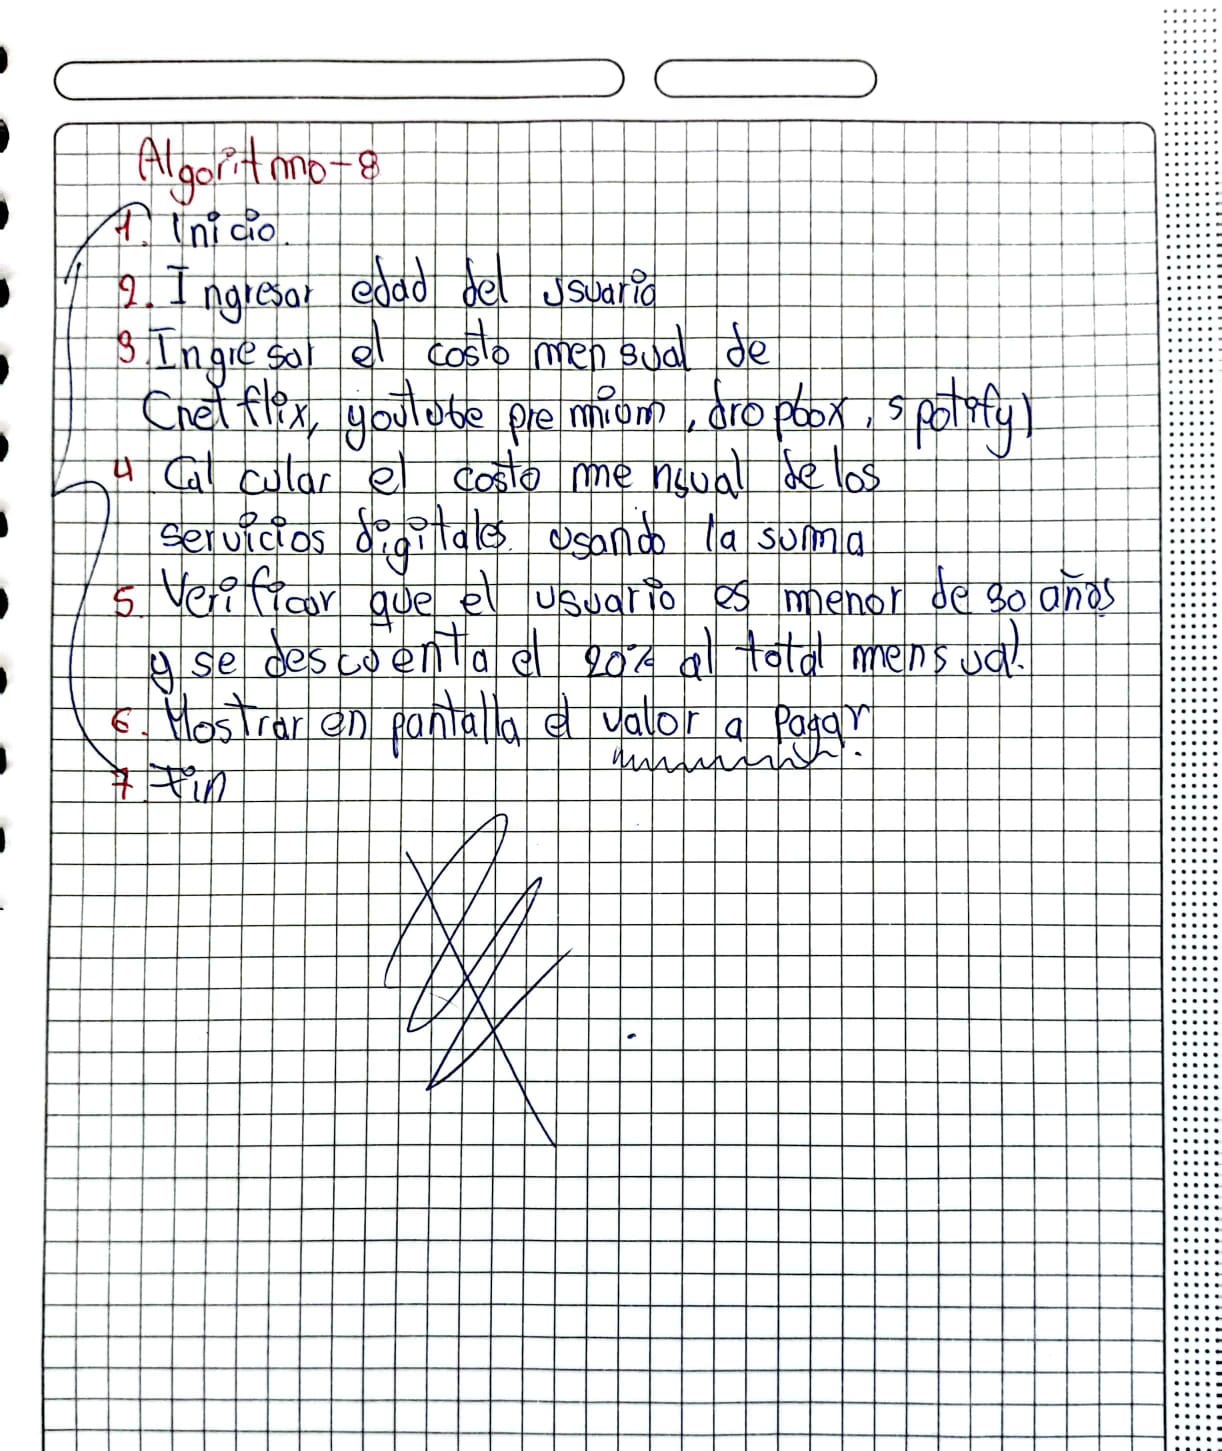 Algoritmo-8
1. Inicio.
2. Ingresar edad del usuario
3. Ingresar el costo mensual de
(netflix, youtube premium, dropbox, spotify)
4 Calcular el costo mensual de los
servicios digitales usando la suma
5. Verificar que el usuario es menor de 30 años
y se descuenta el 20% al total mensual.
6. Mostrar en pantalla el valor a pagar.
7. Fin